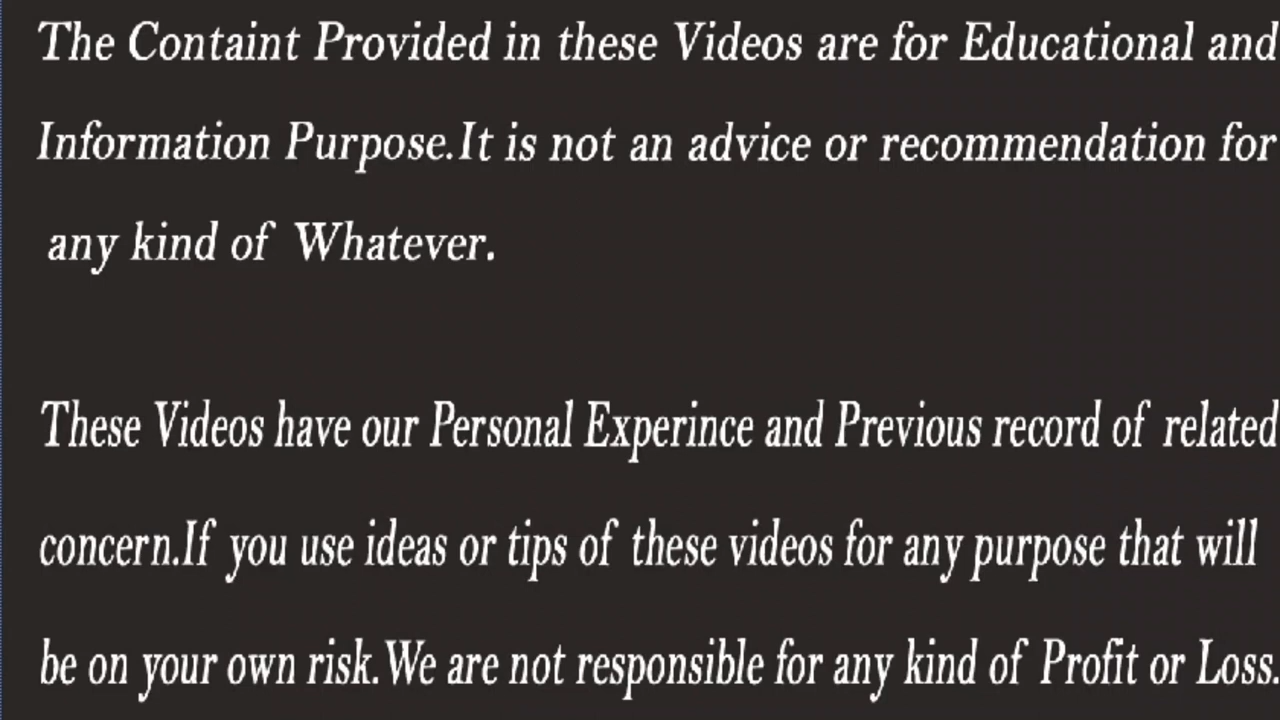 The Containt Provided in these Videos are for Educational and
Information Purpose.It is not an advice or recommendation for
any kind of Whatever.
These Videos have our Personal Experince and Previous record of related
concern.If you use ideas or tips of these videos for any purpose that will
be on your own risk.We are not responsible for any kind of Profit or Loss.